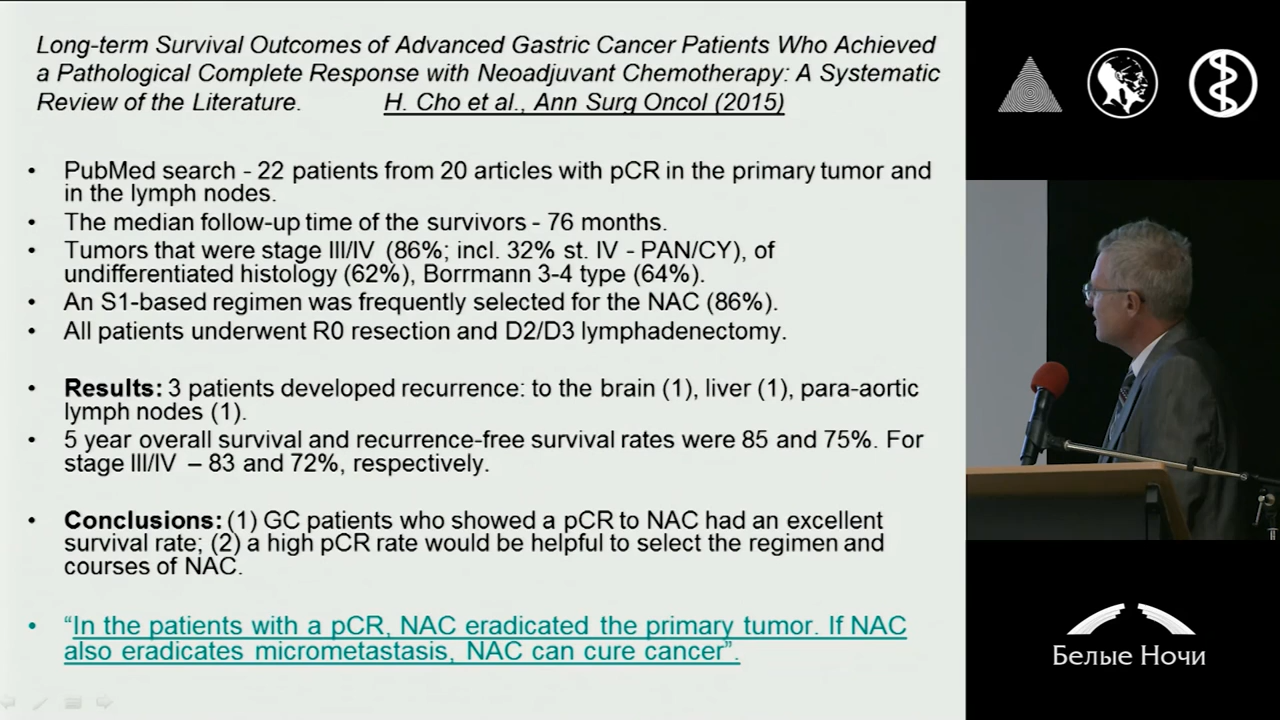 Long-term Survival Outcomes of Advanced Gastric Cancer Patients Who Achieved
a Pathological Complete Response with Neoadjuvant Chemotherapy: A Systematic
Review of the Literature. H. Cho et al., Ann Surg Oncol (2015)
• PubMed search - 22 patients from 20 articles with pCR in the primary tumor and
in the lymph nodes.
• The median follow-up time of the survivors - 76 months.
• Tumors that were stage III/IV (86%; incl. 32% st. IV - PAN/CY), of
undifferentiated histology (62%), Borrmann 3-4 type (64%).
• An S1-based regimen was frequently selected for the NAC (86%).
• All patients underwent R0 resection and D2/D3 lymphadenectomy.
• Results: 3 patients developed recurrence: to the brain (1), liver (1), para-aortic
lymph nodes (1).
• 5 year overall survival and recurrence-free survival rates were 85 and 75%. For
stage III/IV – 83 and 72%, respectively.
• Conclusions: (1) GC patients who showed a pCR to NAC had an excellent
survival rate; (2) a high pCR rate would be helpful to select the regimen and
courses of NAC.
• “In the patients with a pCR, NAC eradicated the primary tumor. If NAC
also eradicates micrometastasis, NAC can cure cancer”.
Белые Ночи